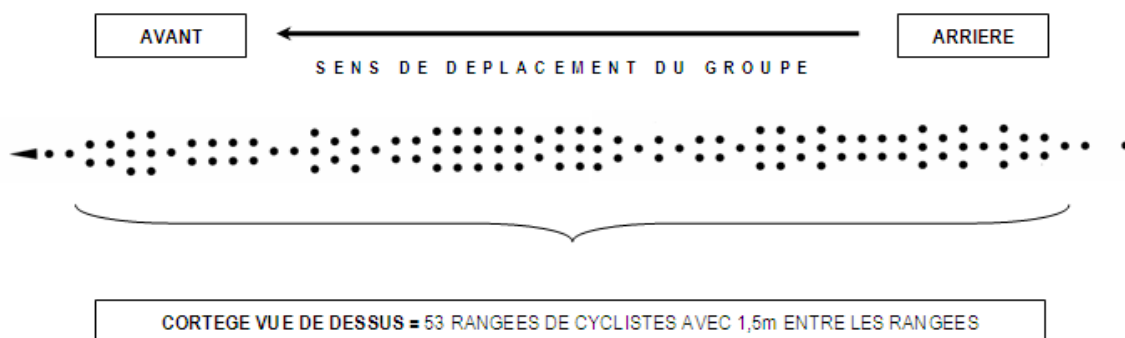 AVANT
ARRIERE
SENS DE DEPLACEMENT DU GROUPE
CORTEGE VUE DE DESSUS = 53 RANGEES DE CYCLISTES AVEC 1,5m ENTRE LES RANGEES